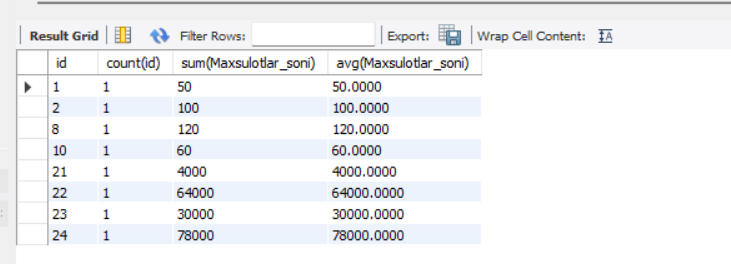 Result Grid Filter Rows: Export: Wrap Cell Content:
id count(id) sum(Maxsulotlar_soni) avg(Maxsulotlar_soni)
1 1 50 50.0000
2 1 100 100.0000
8 1 120 120.0000
10 1 60 60.0000
21 1 4000 4000.0000
22 1 64000 64000.0000
23 1 30000 30000.0000
24 1 78000 78000.0000